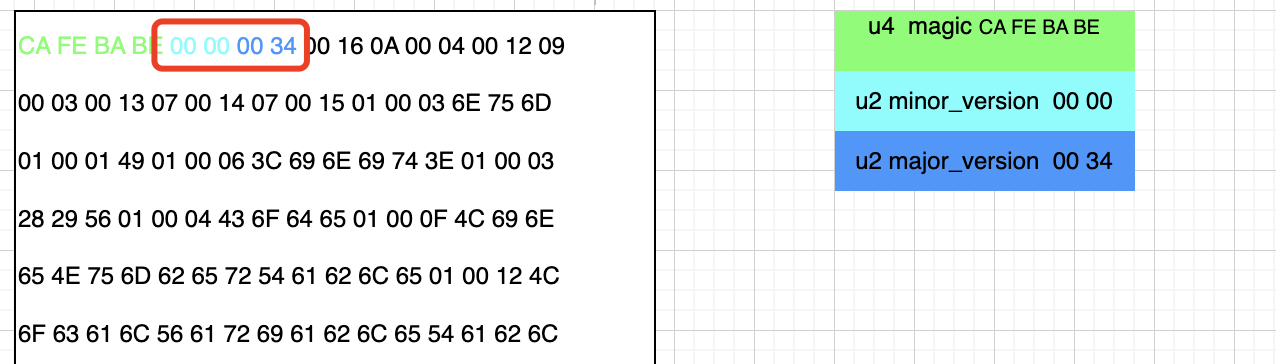 CA FE BA BE 00 00 00 34 00 16 0A 00 04 00 12 09
00 03 00 13 07 00 14 07 00 15 01 00 03 6E 75 6D
01 00 01 49 01 00 06 3C 69 6E 69 74 3E 01 00 03
28 29 56 01 00 04 43 6F 64 65 01 00 0F 4C 69 6E
65 4E 75 6D 62 65 72 54 61 62 6C 65 01 00 12 4C
6F 63 61 6C 56 61 72 69 61 62 6C 65 54 61 62 6C
u4 magic CA FE BA BE
u2 minor_version 00 00
u2 major_version 00 34